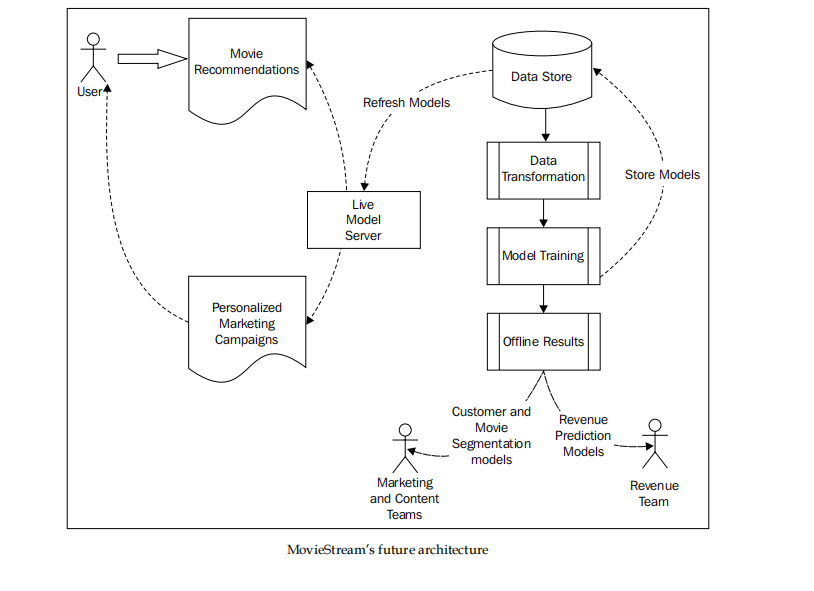 User
Movie
Recommendations
Data Store
Refresh Models
Data
Transformation
Store Models
Live
Model
Server
Model Training
Personalized
Marketing
Campaigns
Offline Results
Customer and
Movie
Segmentation
models
Revenue
Prediction
Models
Marketing
and Content
Teams
Revenue
Team
MovieStream's future architecture